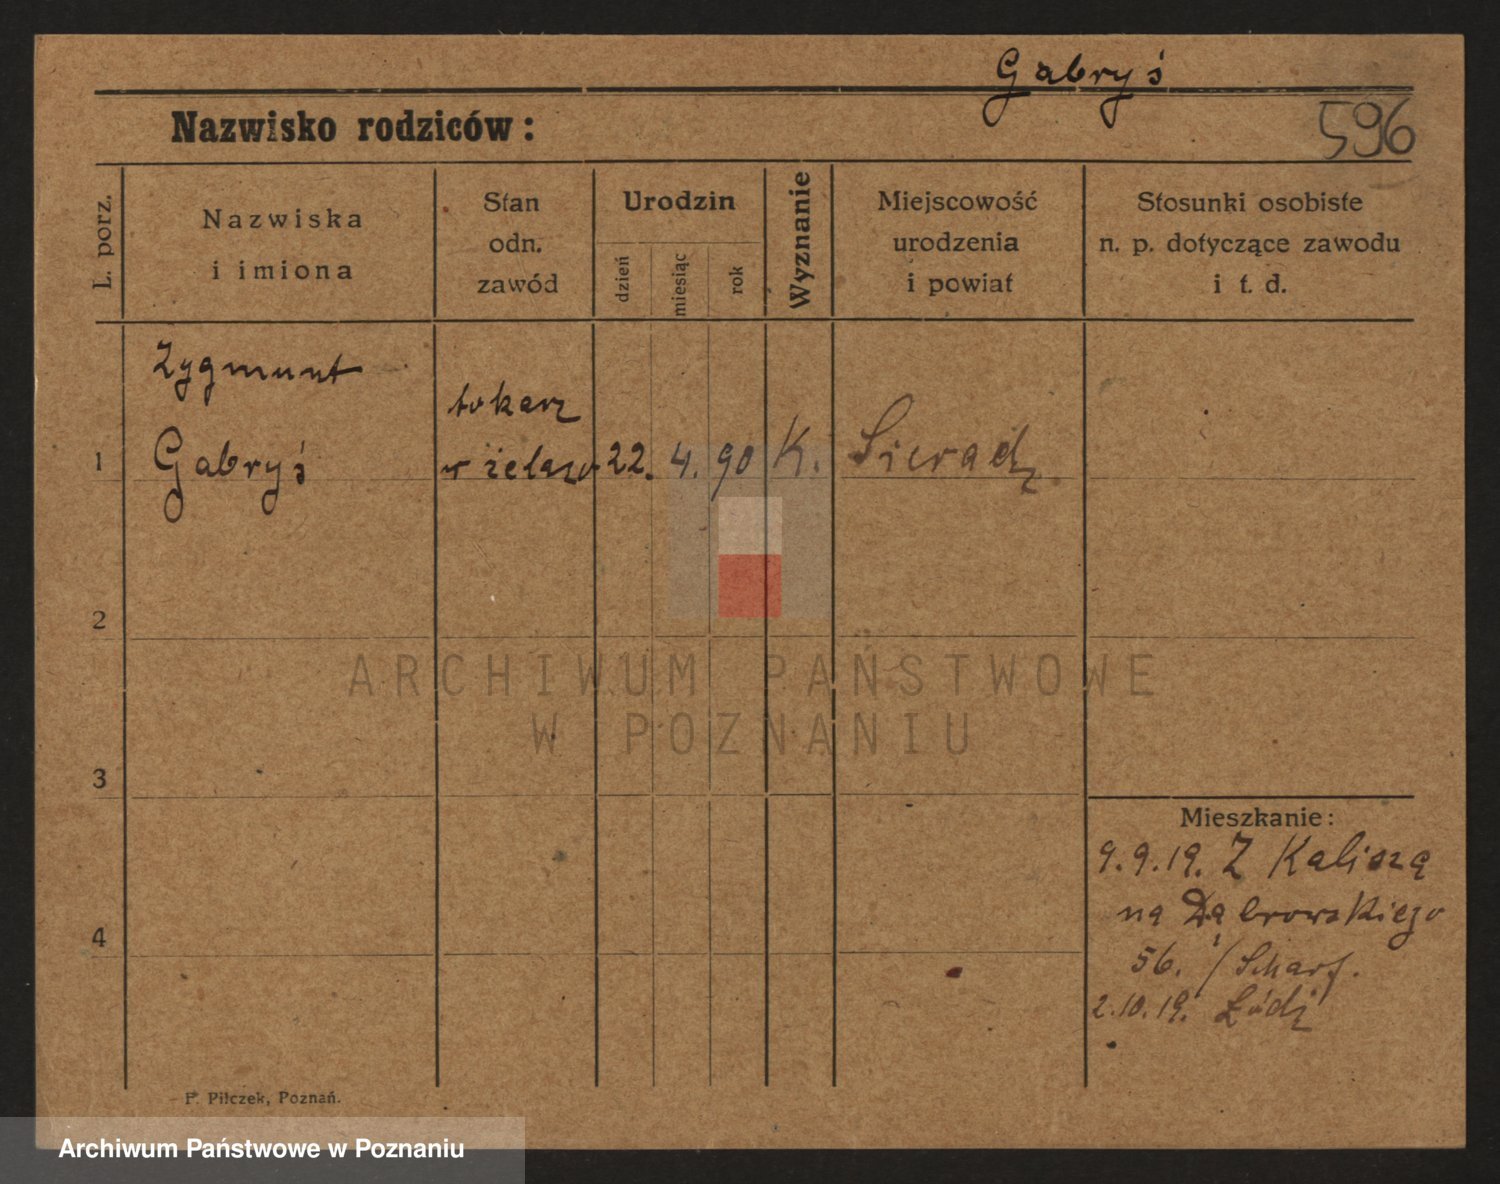 Gabryś
Nazwisko rodziców:
596
L. porz.
Nazwiska
i imiona
Stan
odn.
zawód
Urodzin
dzień
miesiąc
rok
Wyznanie
Miejscowość
urodzenia
i powiat
Stosunki osobiste
n. p. dotyczące zawodu
i t. d.
Zygmunt
tokarz
1 Gabryś w żelazo 22. 4. 90 K. Sieradz
2
ARCHIWUM PAŃSTWOWE
W POZNANIU
3
Mieszkanie:
9.9.19. Z Kalisza
na Dąbrowskiego
4
56. / Scharf.
2.10.19. Łódź
P. Pilczek, Poznań.
Archiwum Państwowe w Poznaniu